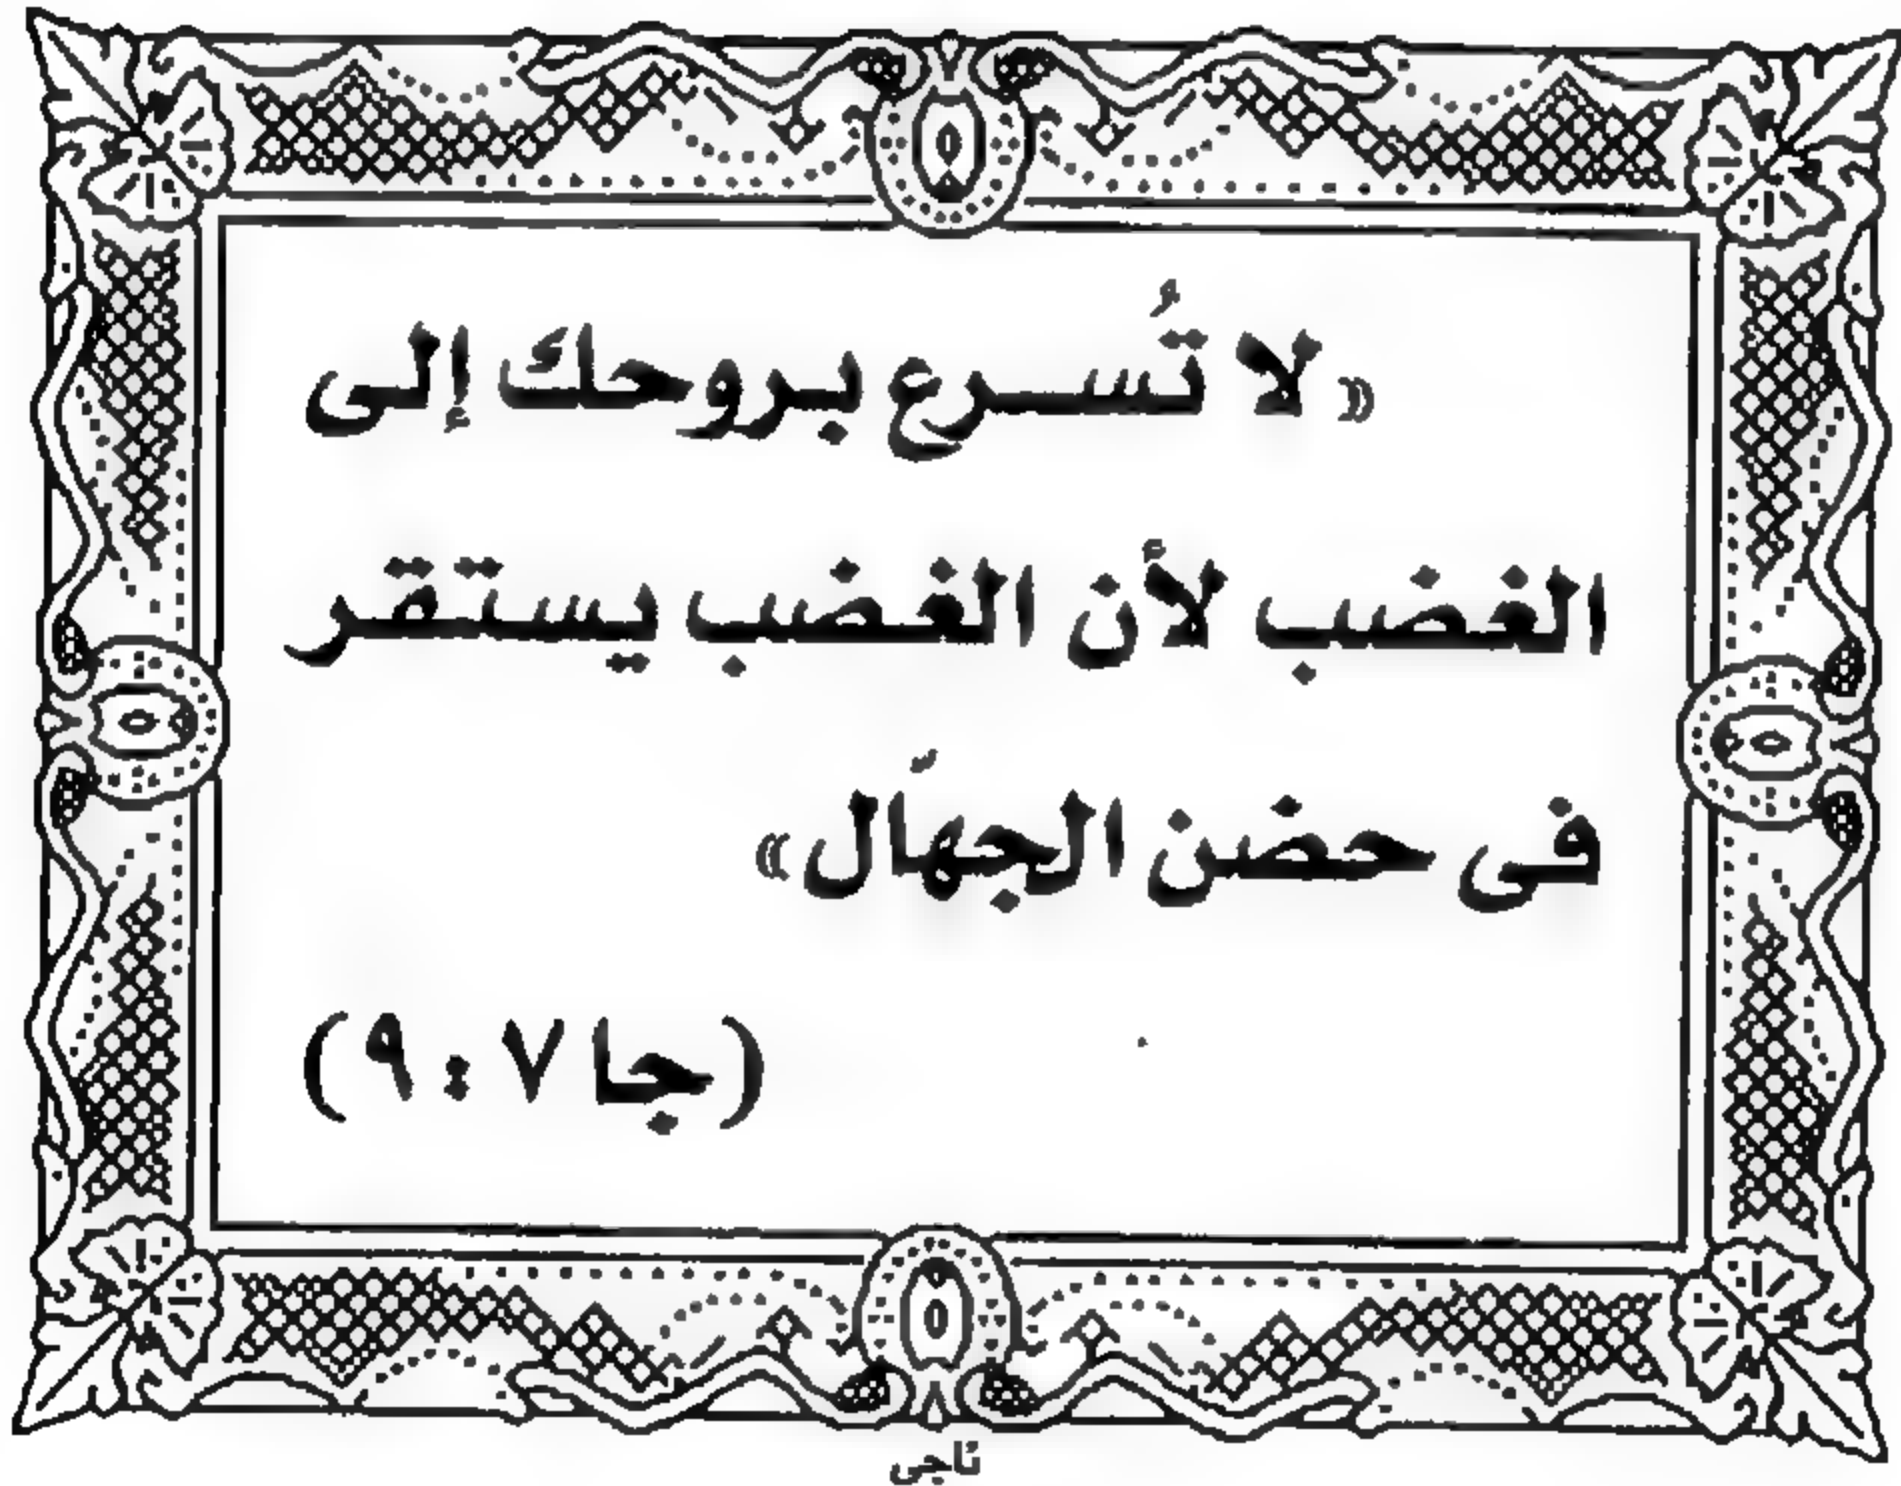 « لا تُسرع بروحك إلى
الغضب لأن الغضب يستقر
فى حضن الجهّال »
(جا ٧ : ٩)
ناجى